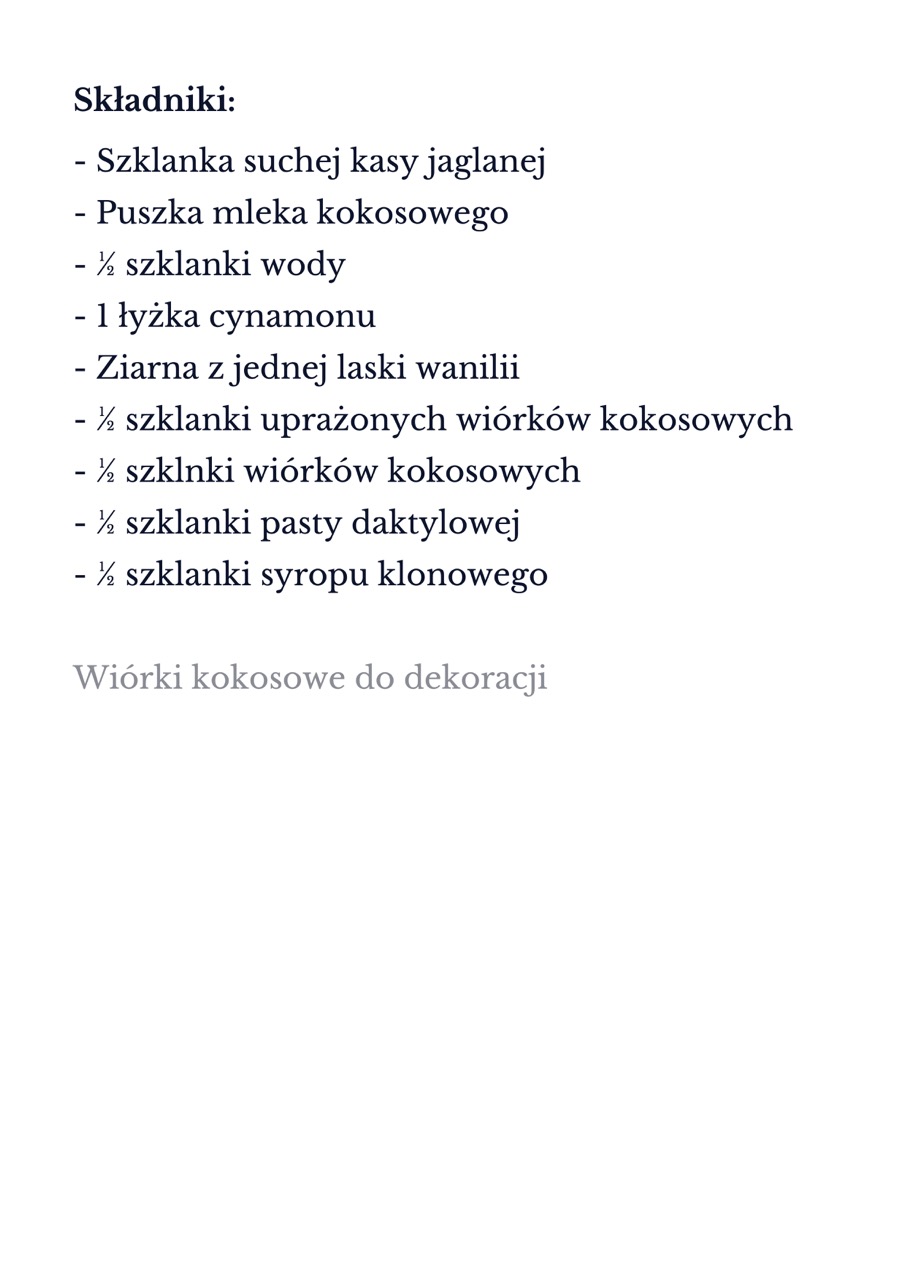 Składniki:
- Szklanka suchej kasy jaglanej
- Puszka mleka kokosowego
- ½ szklanki wody
- 1 łyżka cynamonu
- Ziarna z jednej laski wanilii
- ½ szklanki uprażonych wiórków kokosowych
- ½ szklnki wiórków kokosowych
- ½ szklanki pasty daktylowej
- ½ szklanki syropu klonowego
Wiórki kokosowe do dekoracji